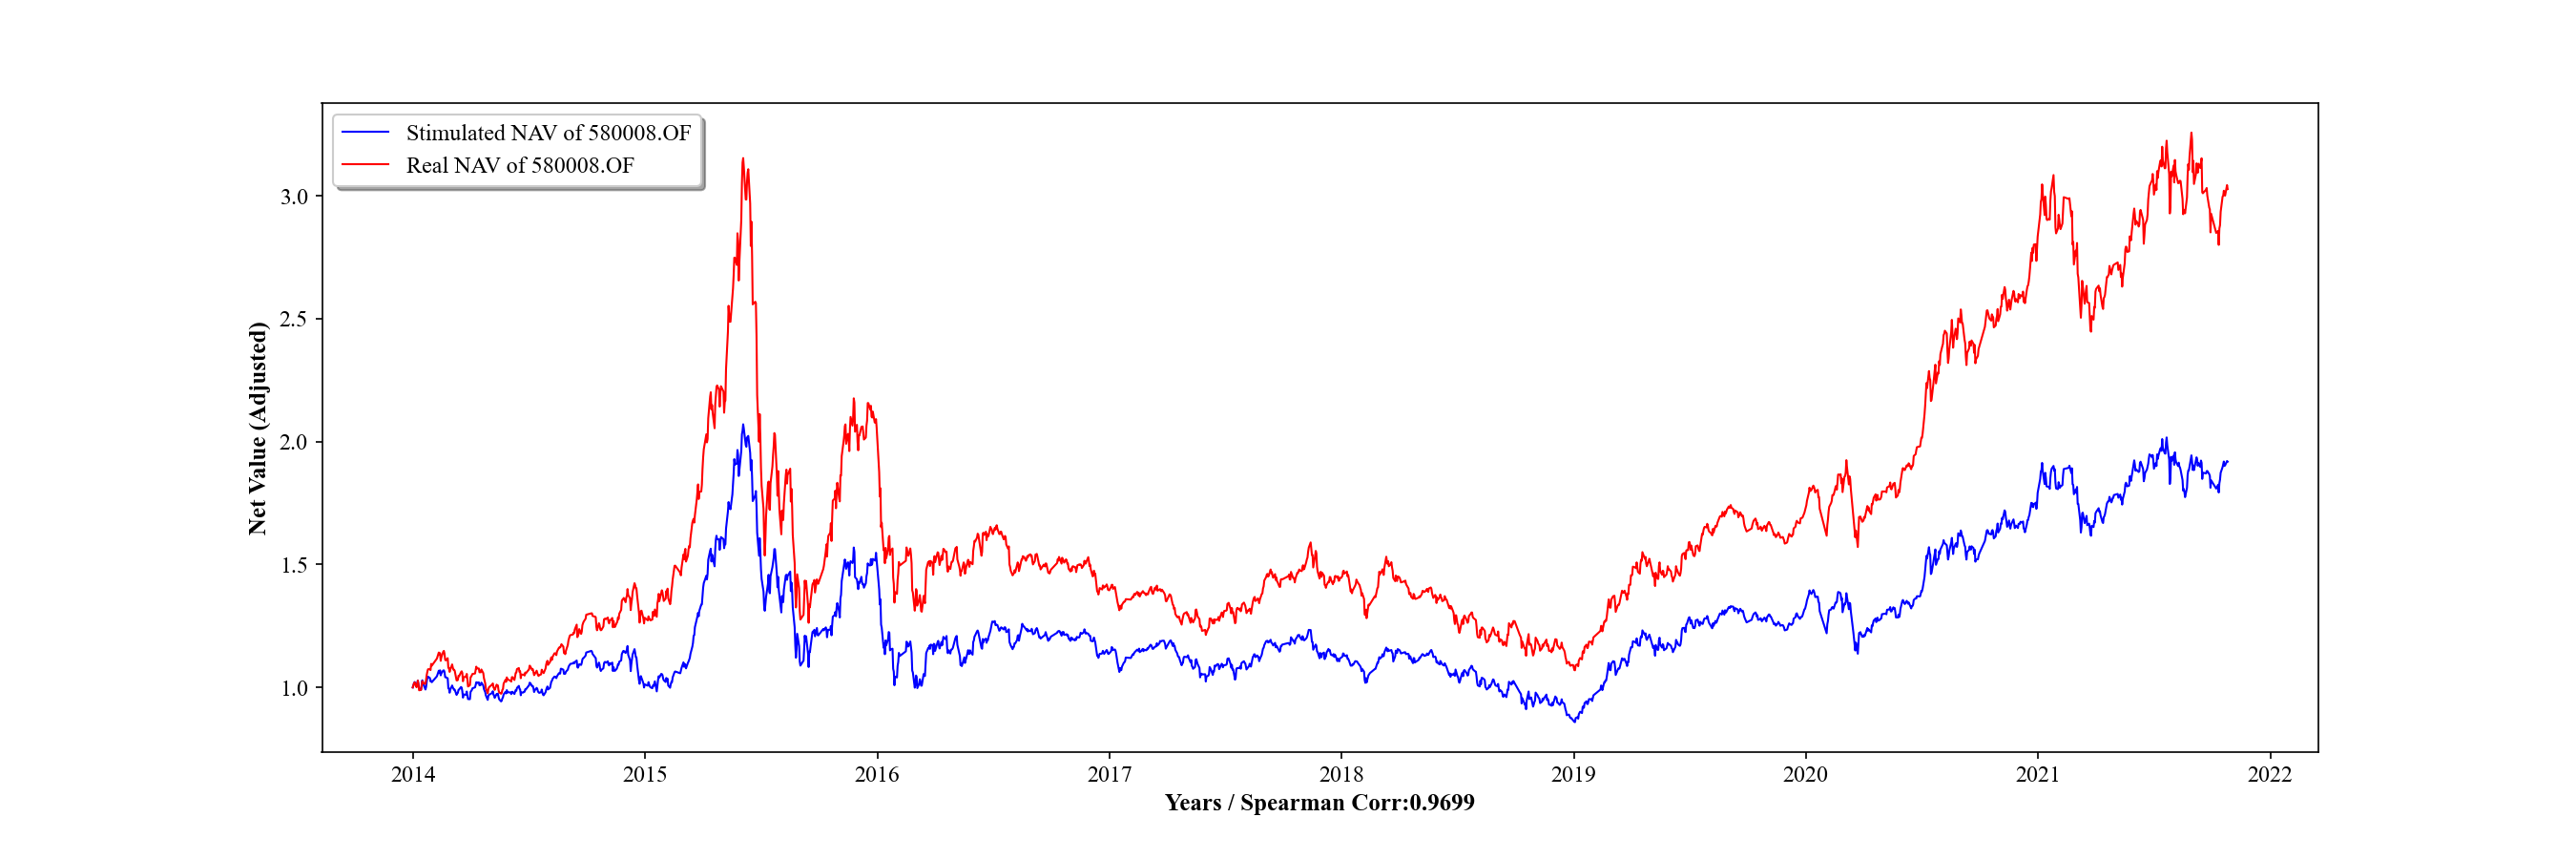 Stimulated NAV of 580008.OF
Real NAV of 580008.OF
Net Value (Adjusted)
3.0
2.5
2.0
1.5
1.0
2014 2015 2016 2017 2018 2019 2020 2021 2022
Years / Spearman Corr:0.9699